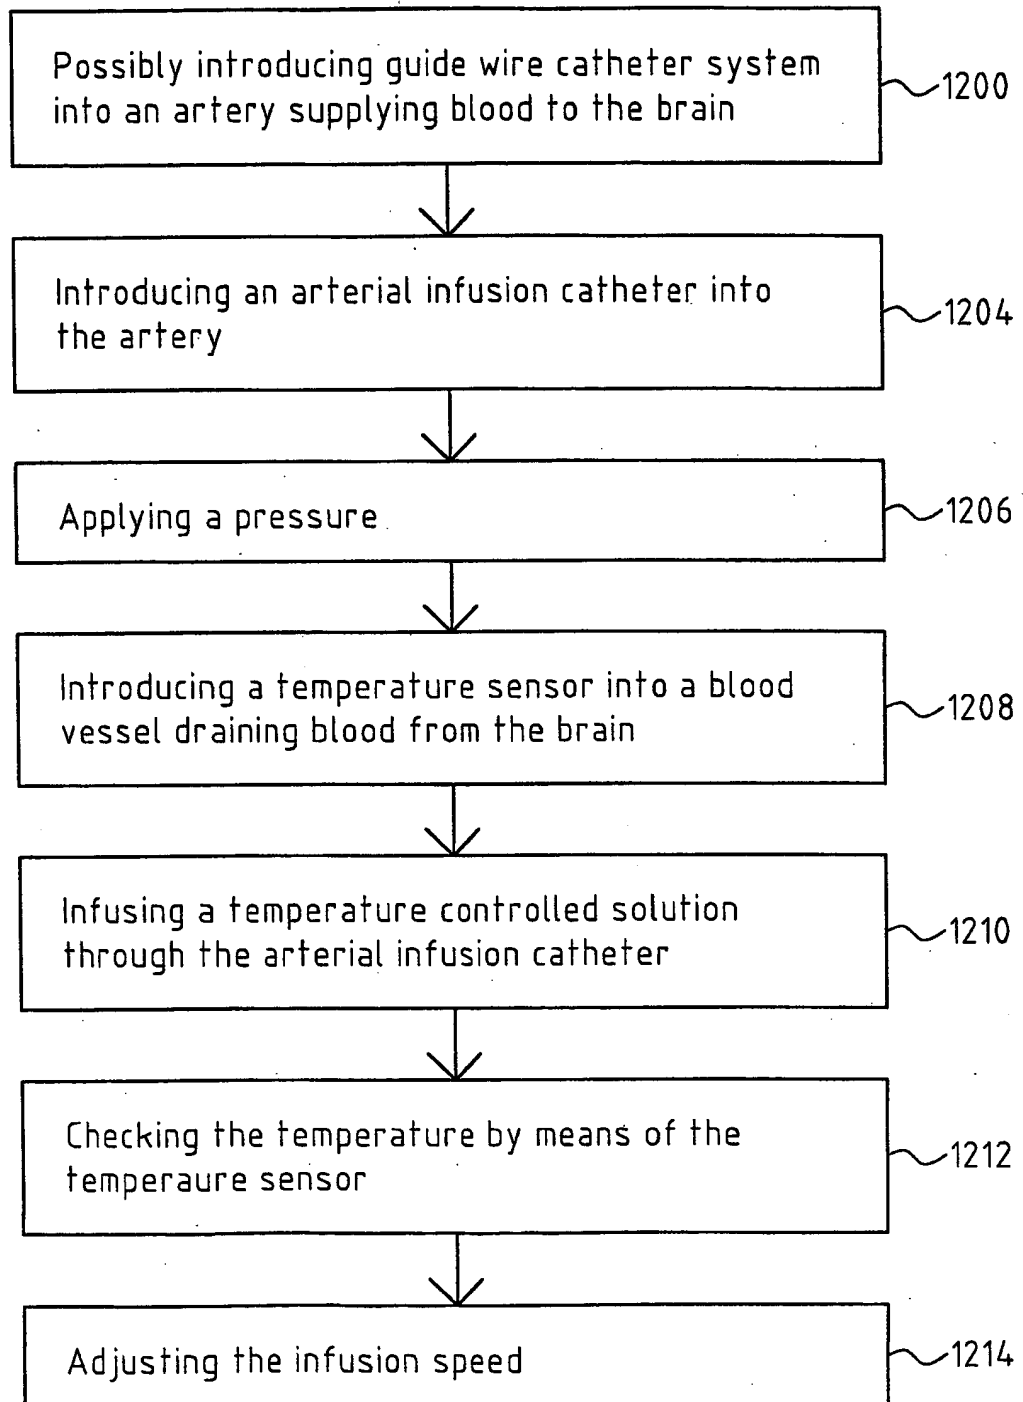 Possibly introducing guide wire catheter system
into an artery supplying blood to the brain
1200
Introducing an arterial infusion catheter into
the artery
1204
Applying a pressure
1206
Introducing a temperature sensor into a blood
vessel draining blood from the brain
1208
Infusing a temperature controlled solution
through the arterial infusion catheter
1210
Checking the temperature by means of the
temperaure sensor
1212
Adjusting the infusion speed
1214